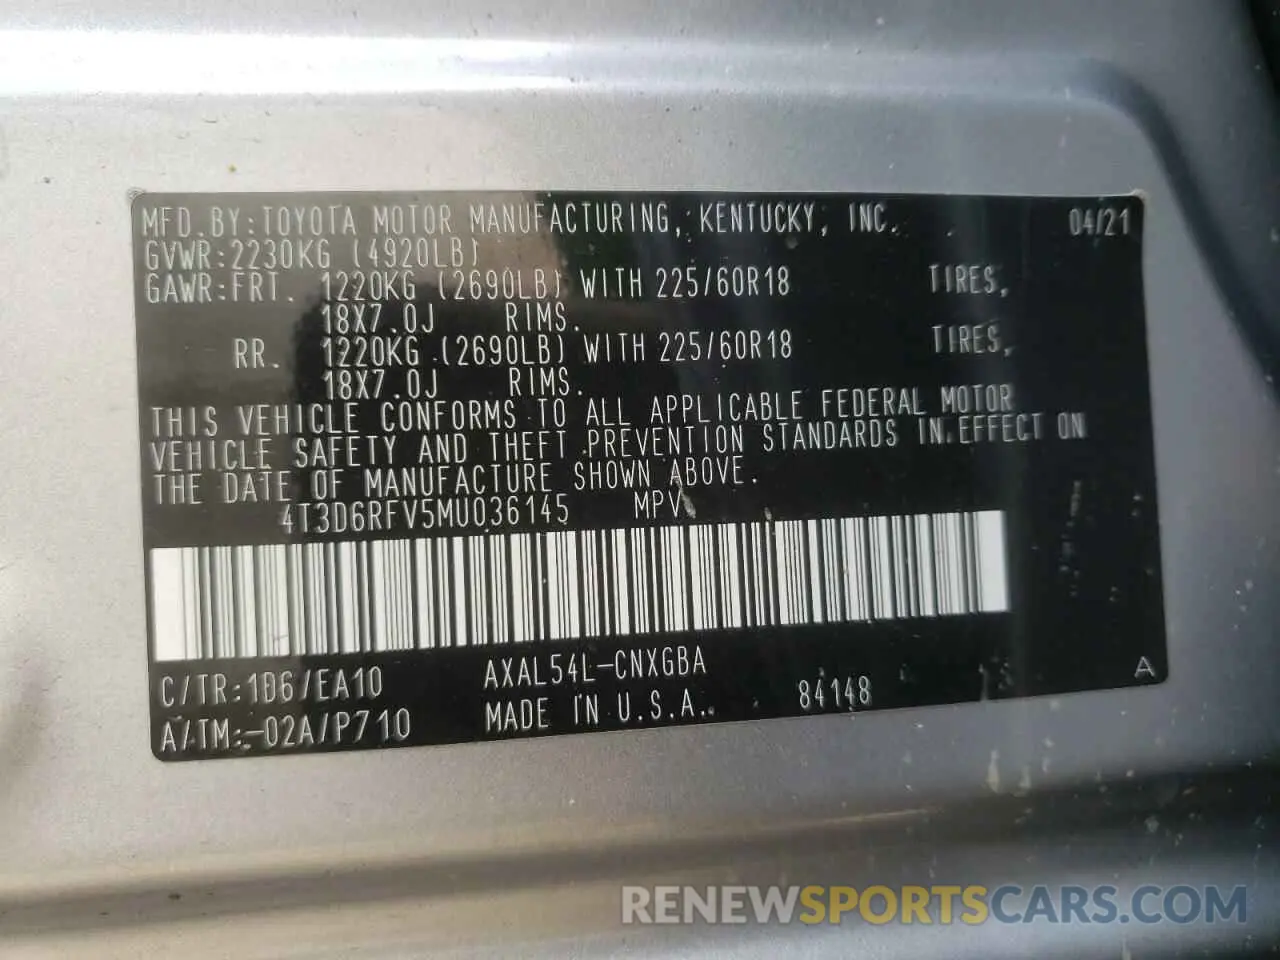 MFD.BY:TOYOTA MOTOR MANUFACTURING, KENTUCKY, INC. 04/21
GVWR:2230KG (4920LB)
GAWR:FRT. 1220KG (2690LB) WITH 225/60R18 TIRES,
18X7.0J RIMS.
RR. 1220KG (2690LB) WITH 225/60R18 TIRES,
18X7.0J RIMS.
THIS VEHICLE CONFORMS TO ALL APPLICABLE FEDERAL MOTOR
VEHICLE SAFETY AND THEFT PREVENTION STANDARDS IN EFFECT ON
THE DATE OF MANUFACTURE SHOWN ABOVE.
4T3D6RFV5MU036145 MPV
C/TR:1D6/EA10 AXAL54L-CNXGBA A
A/TM:-02A/P710 MADE IN U.S.A. 84148
RENEWSPORTSCARS.COM